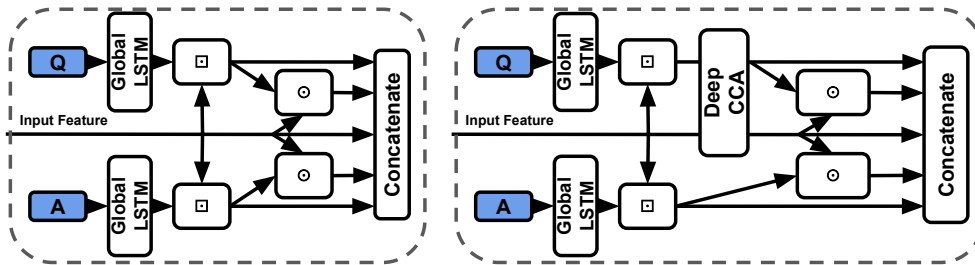 Q
Global
LSTM
Input Feature
A
Global
LSTM
Concatenate
Q
Global
LSTM
Deep
CCA
Input Feature
A
Global
LSTM
Concatenate